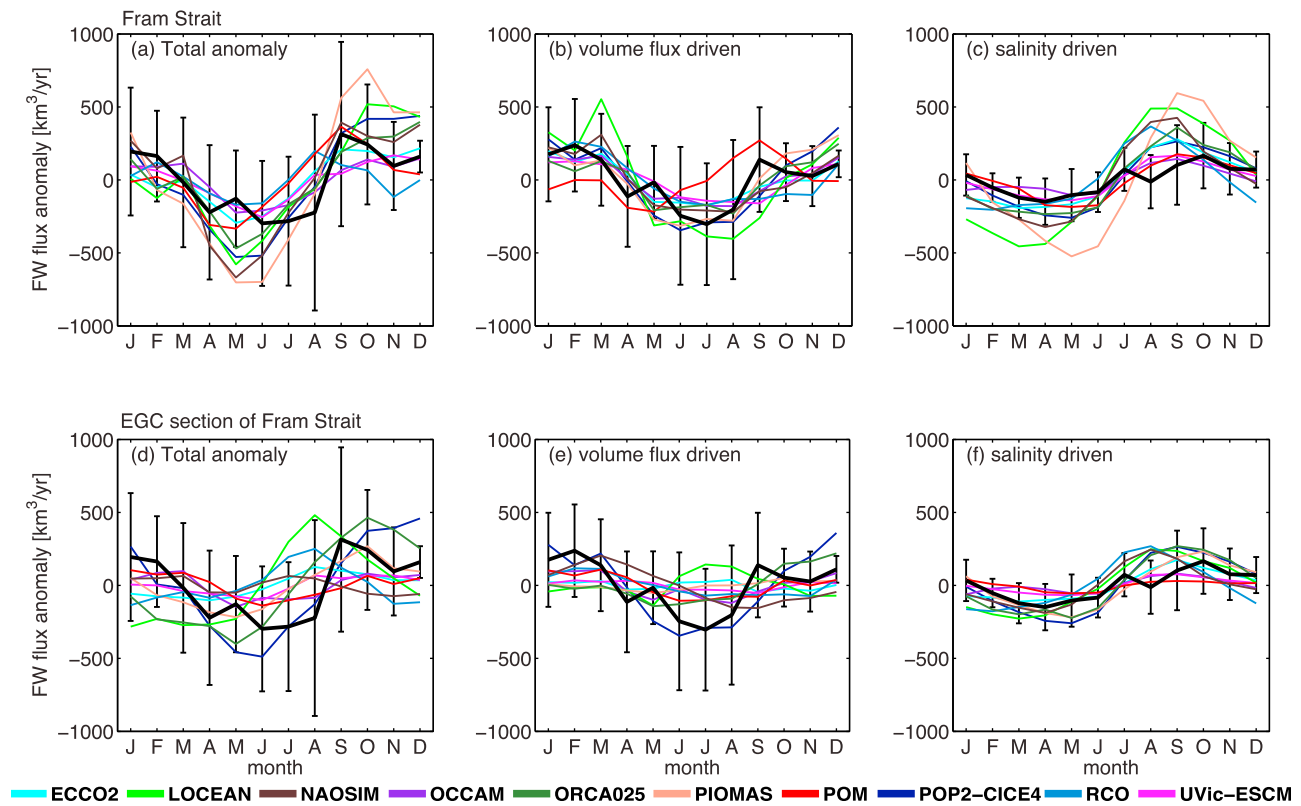 Fram Strait
(a) Total anomaly
(b) volume flux driven
(c) salinity driven
FW flux anomaly [km³/yr)
1000
500
0
−500
−1000
J F M A M J J A S O N D
1000
500
0
−500
−1000
J F M A M J J A S O N D
1000
500
0
−500
−1000
J F M A M J J A S O N D
EGC section of Fram Strait
(d) Total anomaly
(e) volume flux driven
(f) salinity driven
FW flux anomaly [km³/yr]
1000
500
0
−500
−1000
J F M A M J J A S O N D
month
1000
500
0
−500
−1000
J F M A M J J A S O N D
month
1000
500
0
−500
−1000
J F M A M J J A S O N D
month
ECCO2 LOCEAN NAOSIM OCCAM ORCA025 PIOMAS POM POP2−CICE4 RCO UVic−ESCM